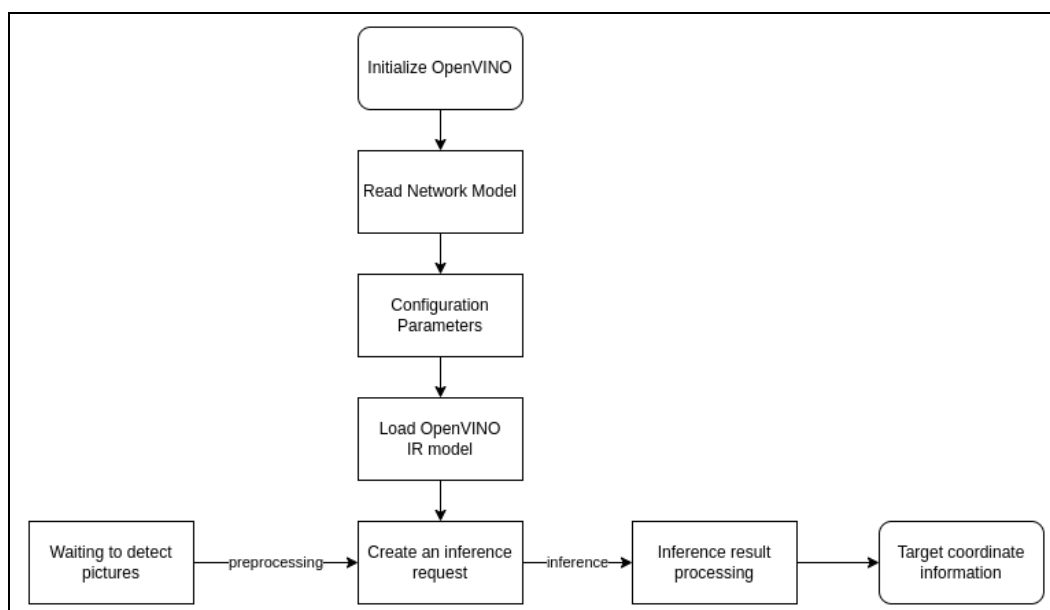 Initialize OpenVINO
Read Network Model
Configuration
Parameters
Load OpenVINO
IR model
Waiting to detect
pictures
preprocessing
Create an inference
request
inference
Inference result
processing
Target coordinate
information